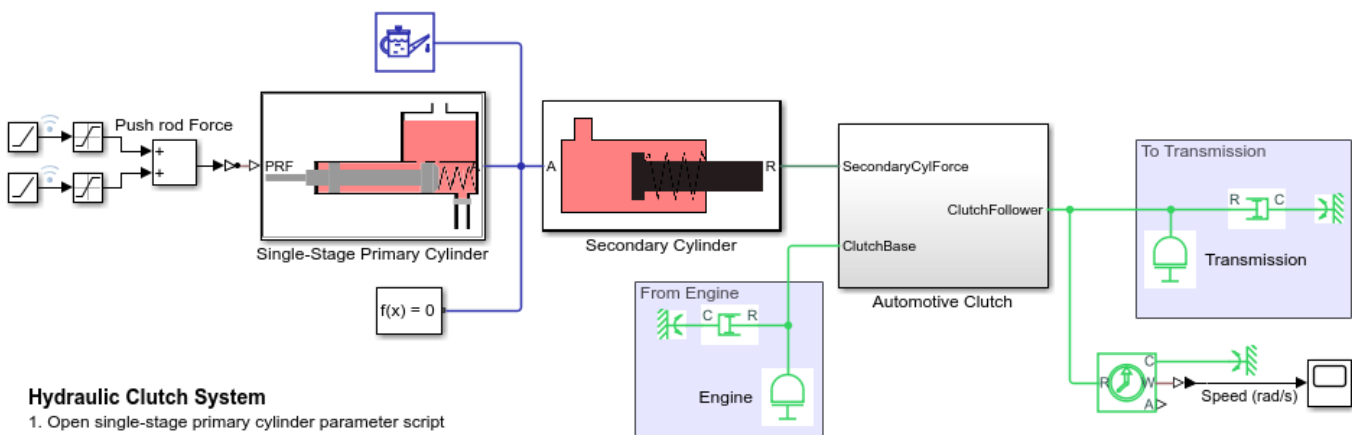 Push rod Force
+
+
PRF
Single-Stage Primary Cylinder
f(x) = 0
A
R
Secondary Cylinder
SecondaryCylForce
ClutchFollower
ClutchBase
Automotive Clutch
From Engine
C R
Engine
To Transmission
R C
Transmission
R
C
W
A
Speed (rad/s)
Hydraulic Clutch System
1. Open single-stage primary cylinder parameter script